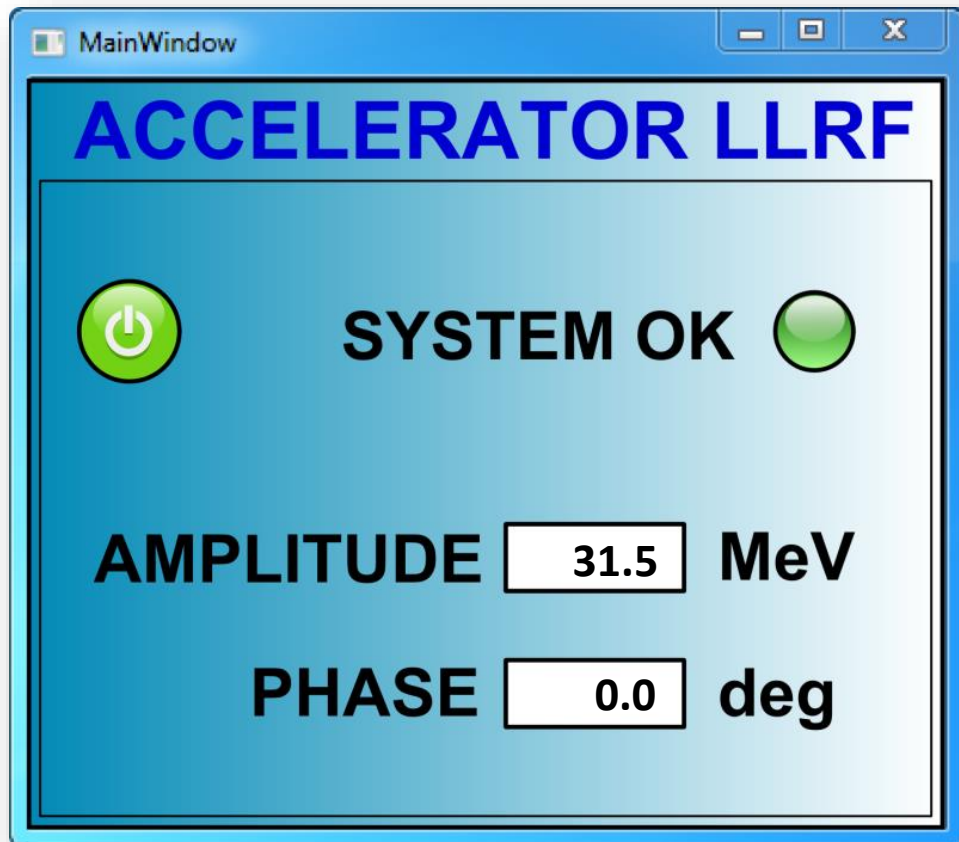 MainWindow
ACCELERATOR LLRF
SYSTEM OK
AMPLITUDE 31.5 MeV
PHASE 0.0 deg